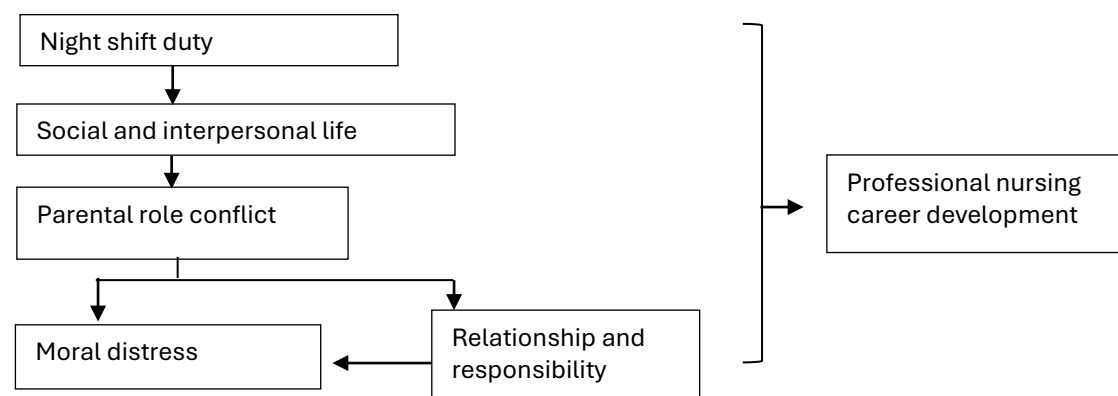 Night shift duty
Social and interpersonal life
Parental role conflict
Moral distress
Relationship and
responsibility
Professional nursing
career development